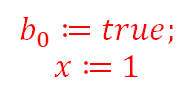 b₀ ≔ true;
x ≔ 1